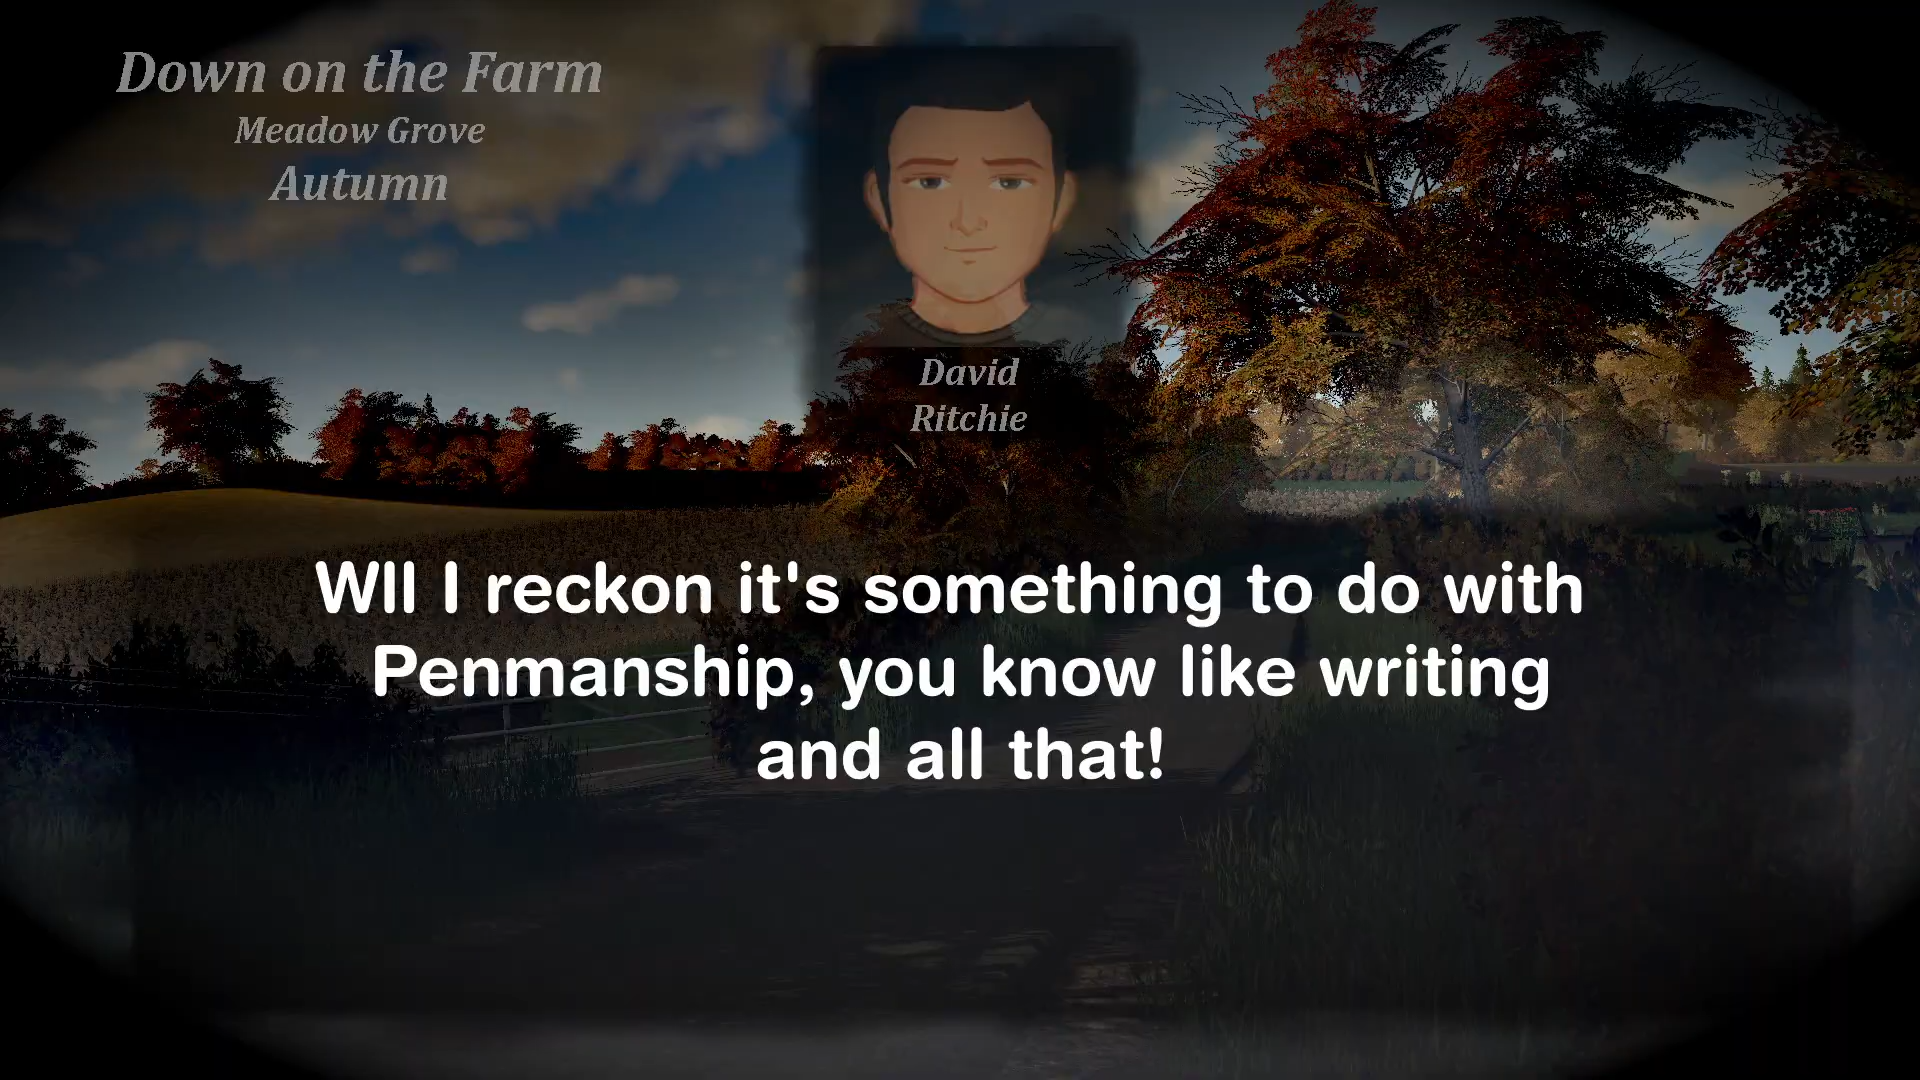 Down on the Farm
Meadow Grove
Autumn
David
Ritchie
Wll I reckon it's something to do with
Penmanship, you know like writing
and all that!